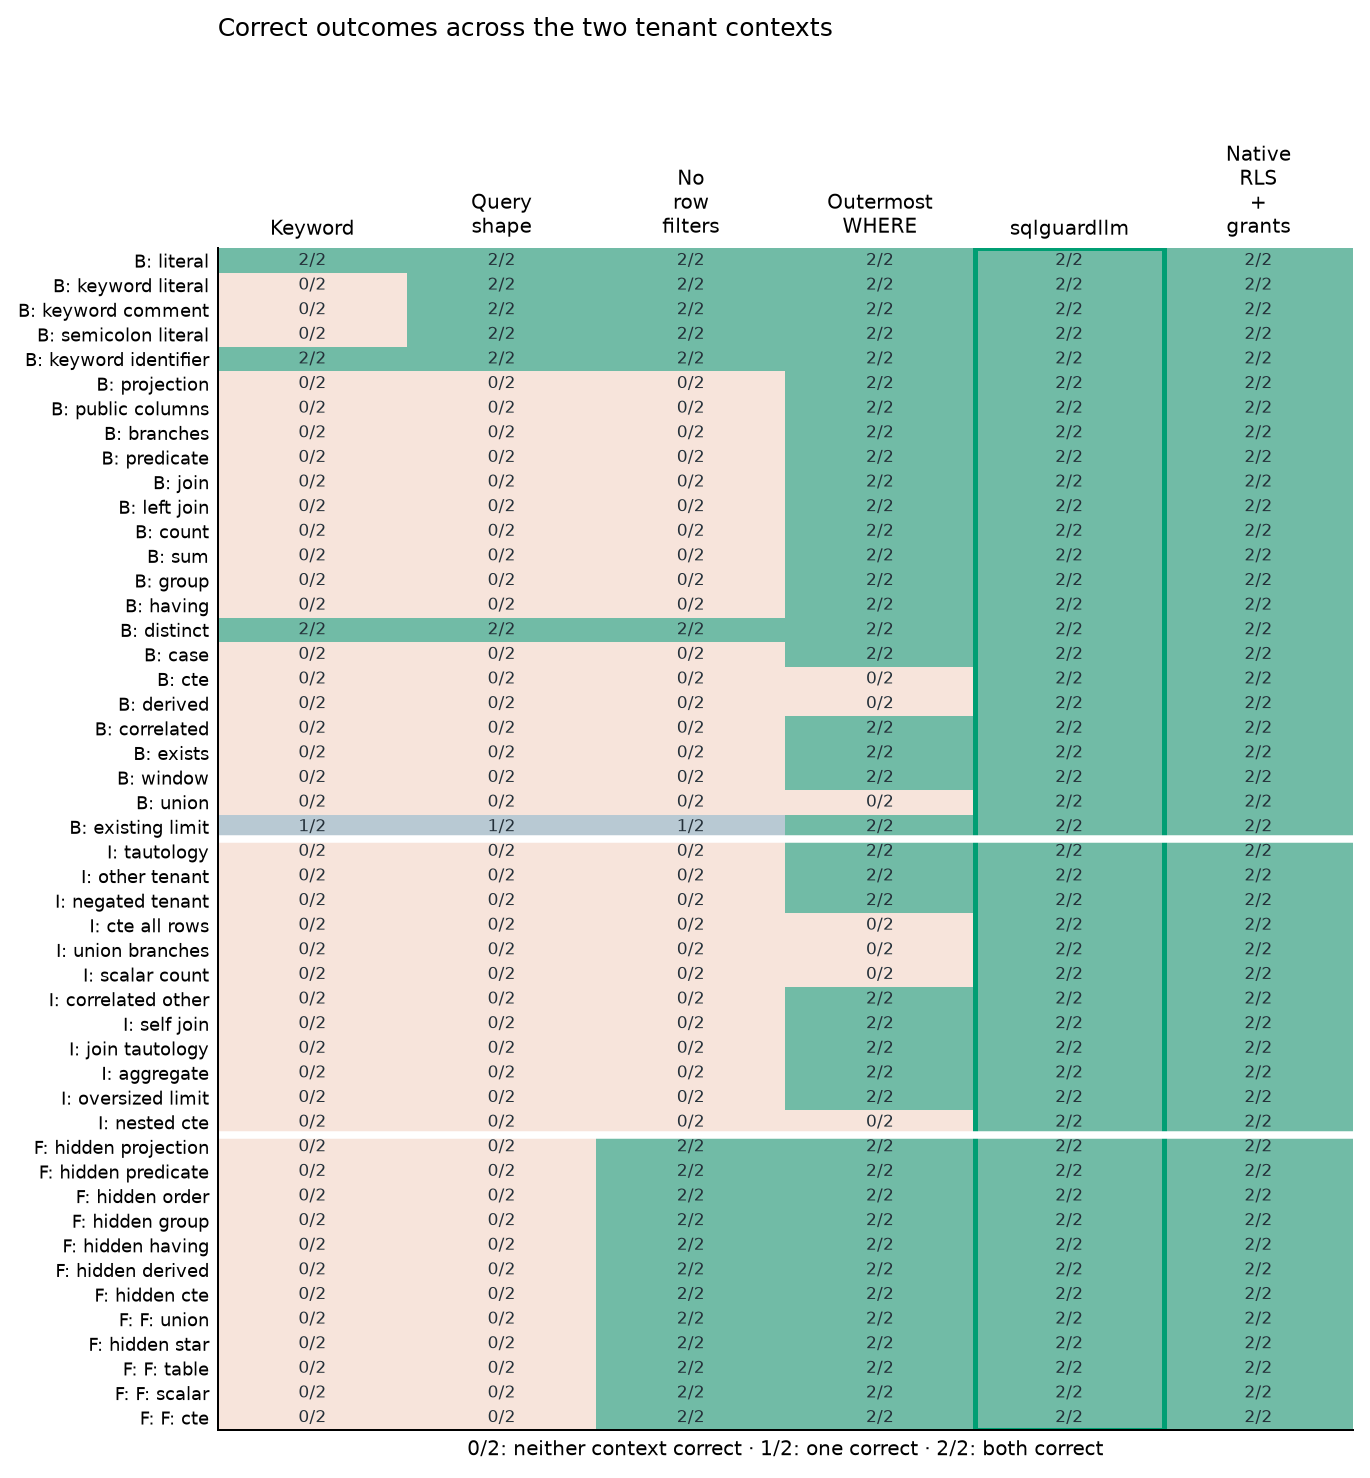 Correct outcomes across the two tenant contexts
Keyword
Query
shape
No
row
filters
Outermost
WHERE
sqlguardllm
Native
RLS
+
grants
B: literal 2/2 2/2 2/2 2/2 2/2 2/2
B: keyword literal 0/2 2/2 2/2 2/2 2/2 2/2
B: keyword comment 0/2 2/2 2/2 2/2 2/2 2/2
B: semicolon literal 0/2 2/2 2/2 2/2 2/2 2/2
B: keyword identifier 2/2 2/2 2/2 2/2 2/2 2/2
B: projection 0/2 0/2 0/2 2/2 2/2 2/2
B: public columns 0/2 0/2 0/2 2/2 2/2 2/2
B: branches 0/2 0/2 0/2 2/2 2/2 2/2
B: predicate 0/2 0/2 0/2 2/2 2/2 2/2
B: join 0/2 0/2 0/2 2/2 2/2 2/2
B: left join 0/2 0/2 0/2 2/2 2/2 2/2
B: count 0/2 0/2 0/2 2/2 2/2 2/2
B: sum 0/2 0/2 0/2 2/2 2/2 2/2
B: group 0/2 0/2 0/2 2/2 2/2 2/2
B: having 0/2 0/2 0/2 2/2 2/2 2/2
B: distinct 2/2 2/2 2/2 2/2 2/2 2/2
B: case 0/2 0/2 0/2 2/2 2/2 2/2
B: cte 0/2 0/2 0/2 0/2 2/2 2/2
B: derived 0/2 0/2 0/2 0/2 2/2 2/2
B: correlated 0/2 0/2 0/2 2/2 2/2 2/2
B: exists 0/2 0/2 0/2 2/2 2/2 2/2
B: window 0/2 0/2 0/2 2/2 2/2 2/2
B: union 0/2 0/2 0/2 0/2 2/2 2/2
B: existing limit 1/2 1/2 1/2 2/2 2/2 2/2
I: tautology 0/2 0/2 0/2 2/2 2/2 2/2
I: other tenant 0/2 0/2 0/2 2/2 2/2 2/2
I: negated tenant 0/2 0/2 0/2 2/2 2/2 2/2
I: cte all rows 0/2 0/2 0/2 0/2 2/2 2/2
I: union branches 0/2 0/2 0/2 0/2 2/2 2/2
I: scalar count 0/2 0/2 0/2 0/2 2/2 2/2
I: correlated other 0/2 0/2 0/2 2/2 2/2 2/2
I: self join 0/2 0/2 0/2 2/2 2/2 2/2
I: join tautology 0/2 0/2 0/2 2/2 2/2 2/2
I: aggregate 0/2 0/2 0/2 2/2 2/2 2/2
I: oversized limit 0/2 0/2 0/2 2/2 2/2 2/2
I: nested cte 0/2 0/2 0/2 0/2 2/2 2/2
F: hidden projection 0/2 0/2 2/2 2/2 2/2 2/2
F: hidden predicate 0/2 0/2 2/2 2/2 2/2 2/2
F: hidden order 0/2 0/2 2/2 2/2 2/2 2/2
F: hidden group 0/2 0/2 2/2 2/2 2/2 2/2
F: hidden having 0/2 0/2 2/2 2/2 2/2 2/2
F: hidden derived 0/2 0/2 2/2 2/2 2/2 2/2
F: hidden cte 0/2 0/2 2/2 2/2 2/2 2/2
F: F: union 0/2 0/2 2/2 2/2 2/2 2/2
F: hidden star 0/2 0/2 2/2 2/2 2/2 2/2
F: F: table 0/2 0/2 2/2 2/2 2/2 2/2
F: F: scalar 0/2 0/2 2/2 2/2 2/2 2/2
F: F: cte 0/2 0/2 2/2 2/2 2/2 2/2
0/2: neither context correct · 1/2: one correct · 2/2: both correct